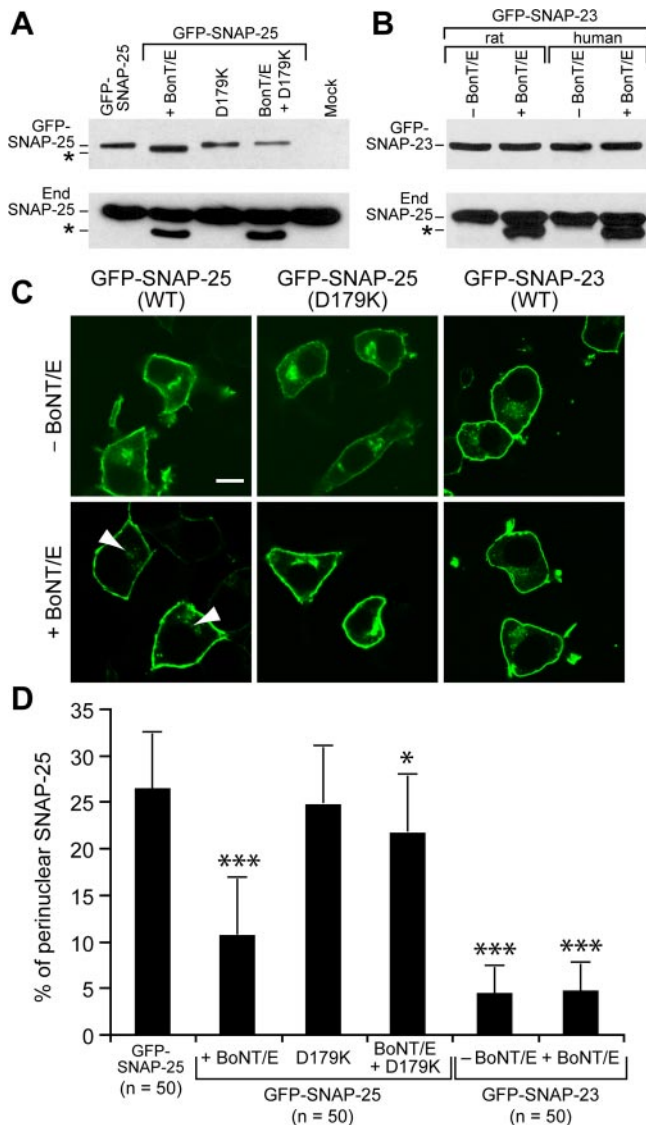 A
GFP-SNAP-25
GFP-
SNAP-25
+ BonT/E
D179K
BonT/E
+ D179K
Mock
GFP-
SNAP-25
*
End
SNAP-25
*
B
GFP-SNAP-23
rat
human
– BonT/E
+ BonT/E
– BonT/E
+ BonT/E
GFP-
SNAP-23
End
SNAP-25
*
C
GFP-SNAP-25
(WT)
GFP-SNAP-25
(D179K)
GFP-SNAP-23
(WT)
– BoNT/E
+ BoNT/E
D
% of perinuclear SNAP-25
35
30
25
20
15
10
5
0
***
*
***
***
GFP-
SNAP-25
(n = 50)
+ BoNT/E
D179K
BoNT/E
+ D179K
GFP-SNAP-25
(n = 50)
– BoNT/E + BoNT/E
GFP-SNAP-23
(n = 50)